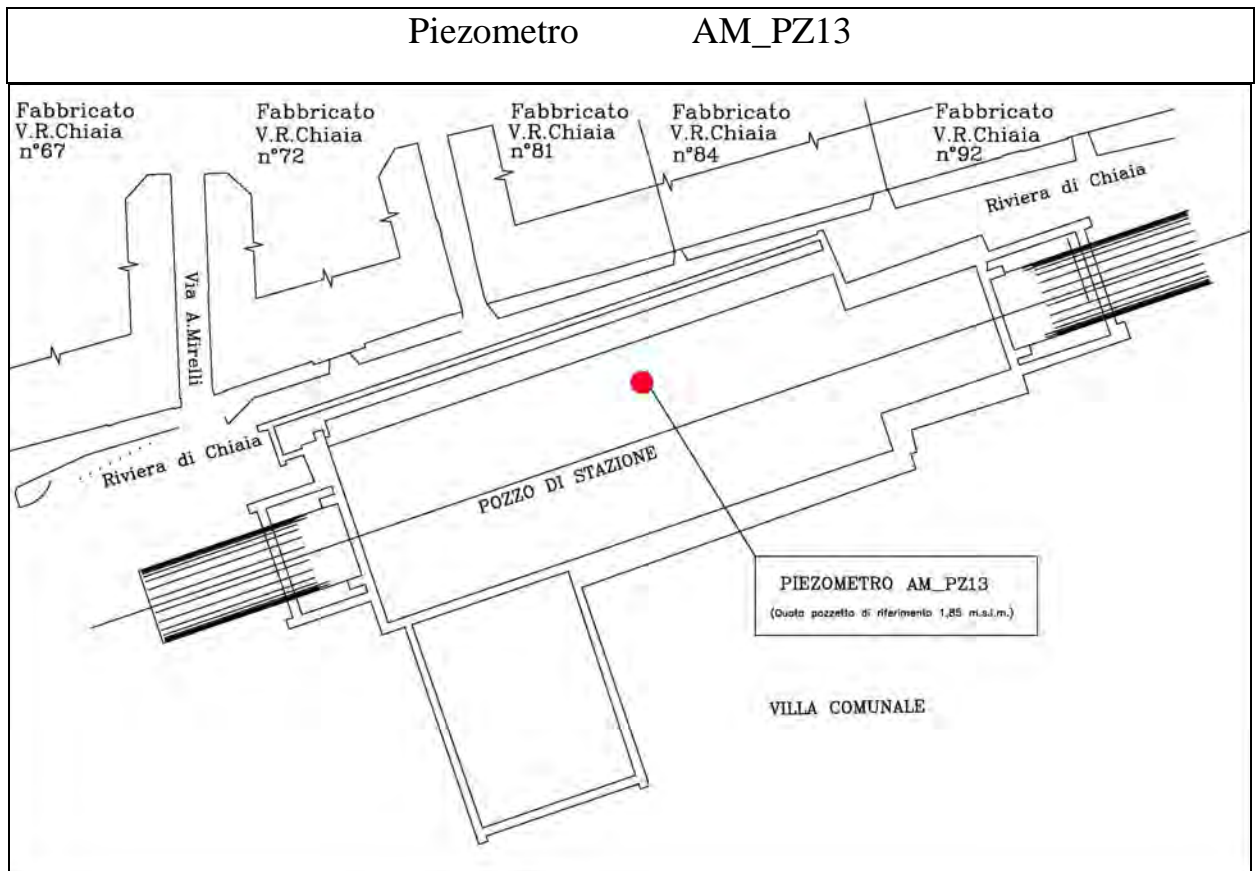 Piezometro AM_PZ13
Fabbricato
V.R.Chiaia
n°67
Fabbricato
V.R.Chiaia
n°72
Fabbricato
V.R.Chiaia
n°81
Fabbricato
V.R.Chiaia
n°84
Fabbricato
V.R.Chiaia
n°92
Riviera di Chiaia
Via A.Mirelli
Riviera di Chiaia
POZZO DI STAZIONE
PIEZOMETRO AM_PZ13
(Quota pozzetto di riferimento 1,85 m.s.l.m.)
VILLA COMUNALE